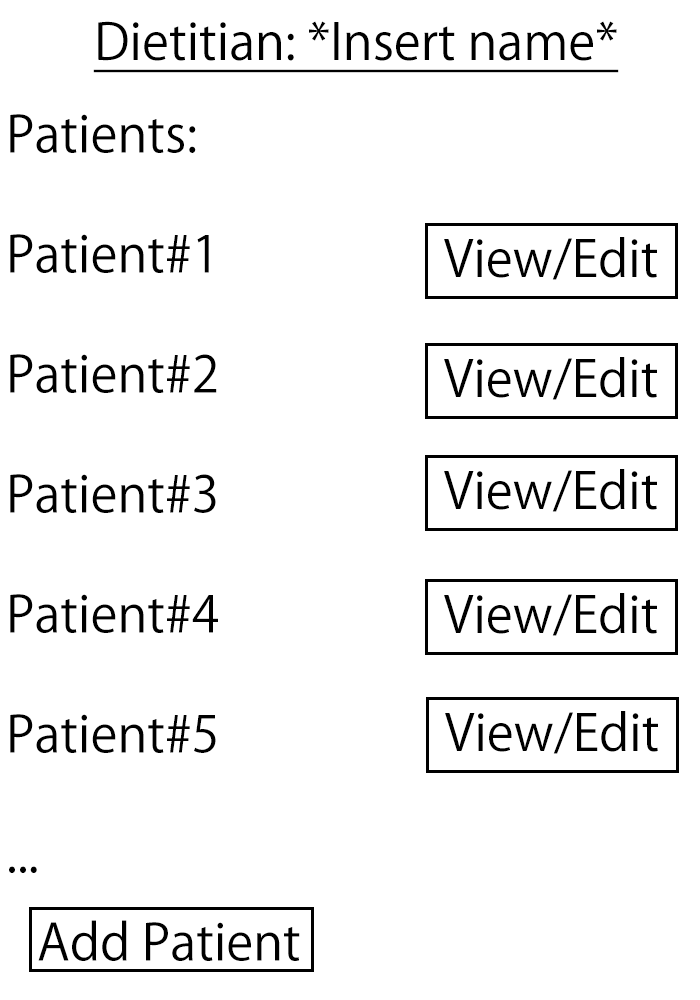 Dietitian: *Insert name*
Patients:
Patient#1 View/Edit
Patient#2 View/Edit
Patient#3 View/Edit
Patient#4 View/Edit
Patient#5 View/Edit
...
Add Patient